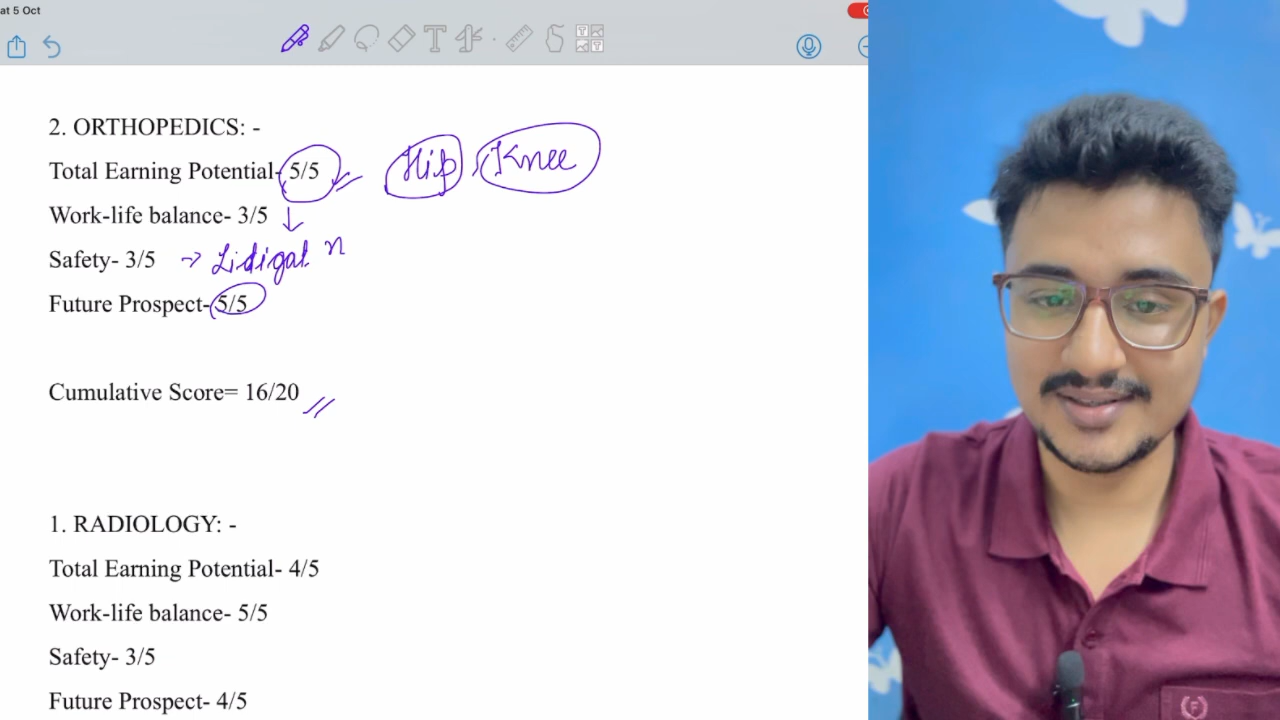 at 5 Oct
2. ORTHOPEDICS: -
Total Earning Potential- 5/5 Hip, Knee
Work-life balance- 3/5
Safety- 3/5
Future Prospect- 5/5
Cumulative Score= 16/20
1. RADIOLOGY: -
Total Earning Potential- 4/5
Work-life balance- 5/5
Safety- 3/5
Future Prospect- 4/5